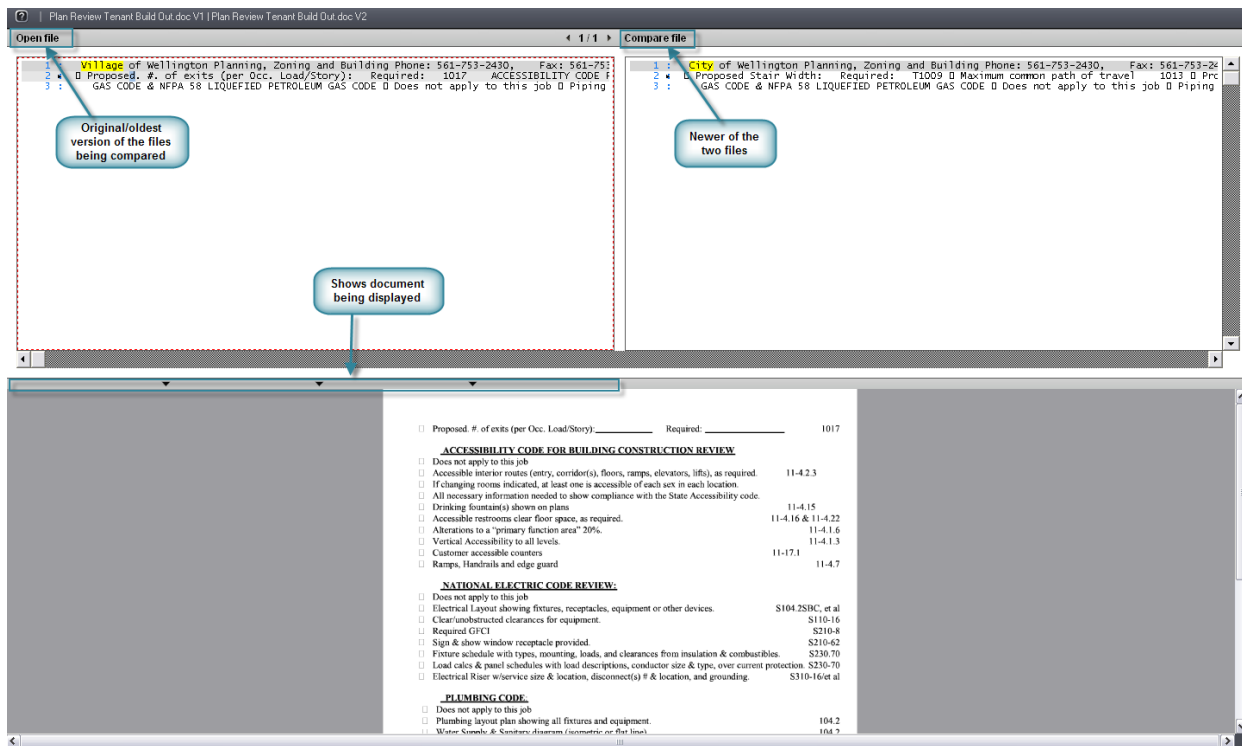 Plan Review Tenant Build Out.doc V1 | Plan Review Tenant Build Out.doc V2
Open file
1 / 1
Compare file
1 : Village of Wellington Planning, Zoning and Building Phone: 561-753-2430, Fax: 561-753
2 Proposed. #. of exits (per Occ. Load/Story): Required: 1017 ACCESSIBILITY CODE F
3 : GAS CODE & NFPA 58 LIQUEFIED PETROLEUM GAS CODE ▯ Does not apply to this job ▯ Piping
1 : City of Wellington Planning, Zoning and Building Phone: 561-753-2430, Fax: 561-753-24
2 Proposed Stair Width: Required: T1009 ▯ Maximum common path of travel 1013 ▯ Prc
3 : GAS CODE & NFPA 58 LIQUEFIED PETROLEUM GAS CODE ▯ Does not apply to this job ▯ Piping
Original/oldest
version of the files
being compared
Newer of the
two files
Shows document
being displayed
Proposed. #. of exits (per Occ. Load/Story): Required: 1017
ACCESSIBILITY CODE FOR BUILDING CONSTRUCTION REVIEW
Does not apply to this job
Accessible interior routes (entry, corridor(s), floors, ramps, elevators, lifts), as required. 11-4.2.3
If changing rooms indicated, at least one is accessible of each sex in each location.
All necessary information needed to show compliance with the State Accessibility code.
Drinking fountain(s) shown on plans 11-4.15
Accessible restrooms clear floor space, as required. 11-4.16 & 11-4.22
Alterations to a “primary function area” 20%. 11-4.1.6
Vertical Accessibility to all levels. 11-4.1.3
Customer accessible counters 11-17.1
Ramps, Handrails and edge guard 11-4.7
NATIONAL ELECTRIC CODE REVIEW:
Does not apply to this job
Electrical Layout showing fixtures, receptacles, equipment or other devices. S104.2SBC, et al
Clear/unobstructed clearances for equipment. S110-16
Required GFCI S210-8
Sign & show window receptacle provided. S210-62
Fixture schedule with types, mounting, loads, and clearances from insulation & combustibles. S230.70
Load calcs & panel schedules with load descriptions, conductor size & type, over current protection. S230-70
Electrical Riser w/service size & location, disconnect(s) # & location, and grounding. S310-16/et al
PLUMBING CODE.
Does not apply to this job
Plumbing layout plan showing all fixtures and equipment. 104.2
Water Supply & Sanitary diagram (isometric or flat line) 104.2